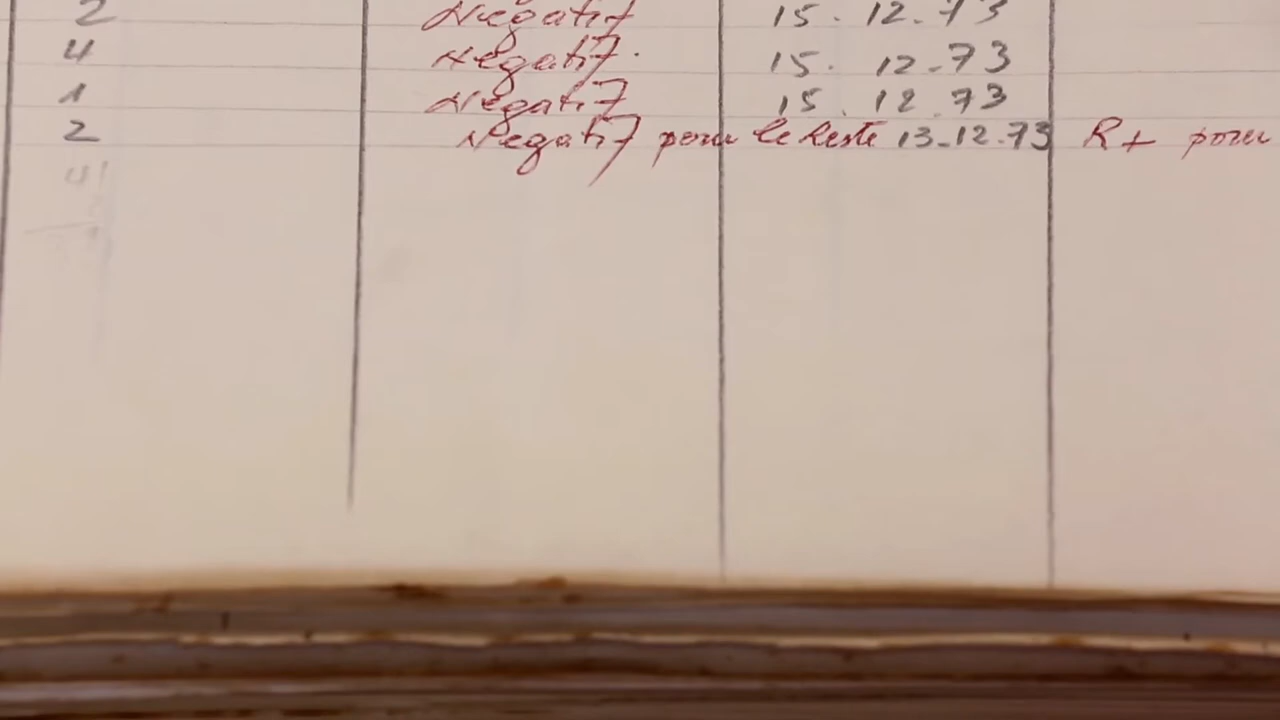 2 Negatif 15. 12.73
4 Negatif. 15. 12.73
1 Negatif 15.12.73
2 Negatif pour le reste 13.12.73 R+ pour